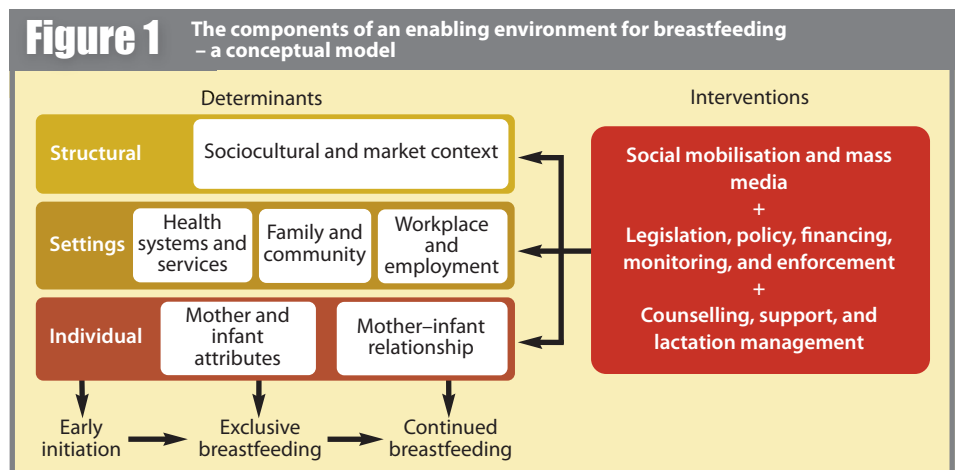 Figure 1
The components of an enabling environment for breastfeeding
– a conceptual model
Determinants
Interventions
Structural
Sociocultural and market context
Settings
Health
systems and
services
Family and
community
Workplace
and
employment
Individual
Mother and
infant
attributes
Mother–infant
relationship
Social mobilisation and mass
media
+
Legislation, policy, financing,
monitoring, and enforcement
+
Counselling, support, and
lactation management
Early
initiation
Exclusive
breastfeeding
Continued
breastfeeding